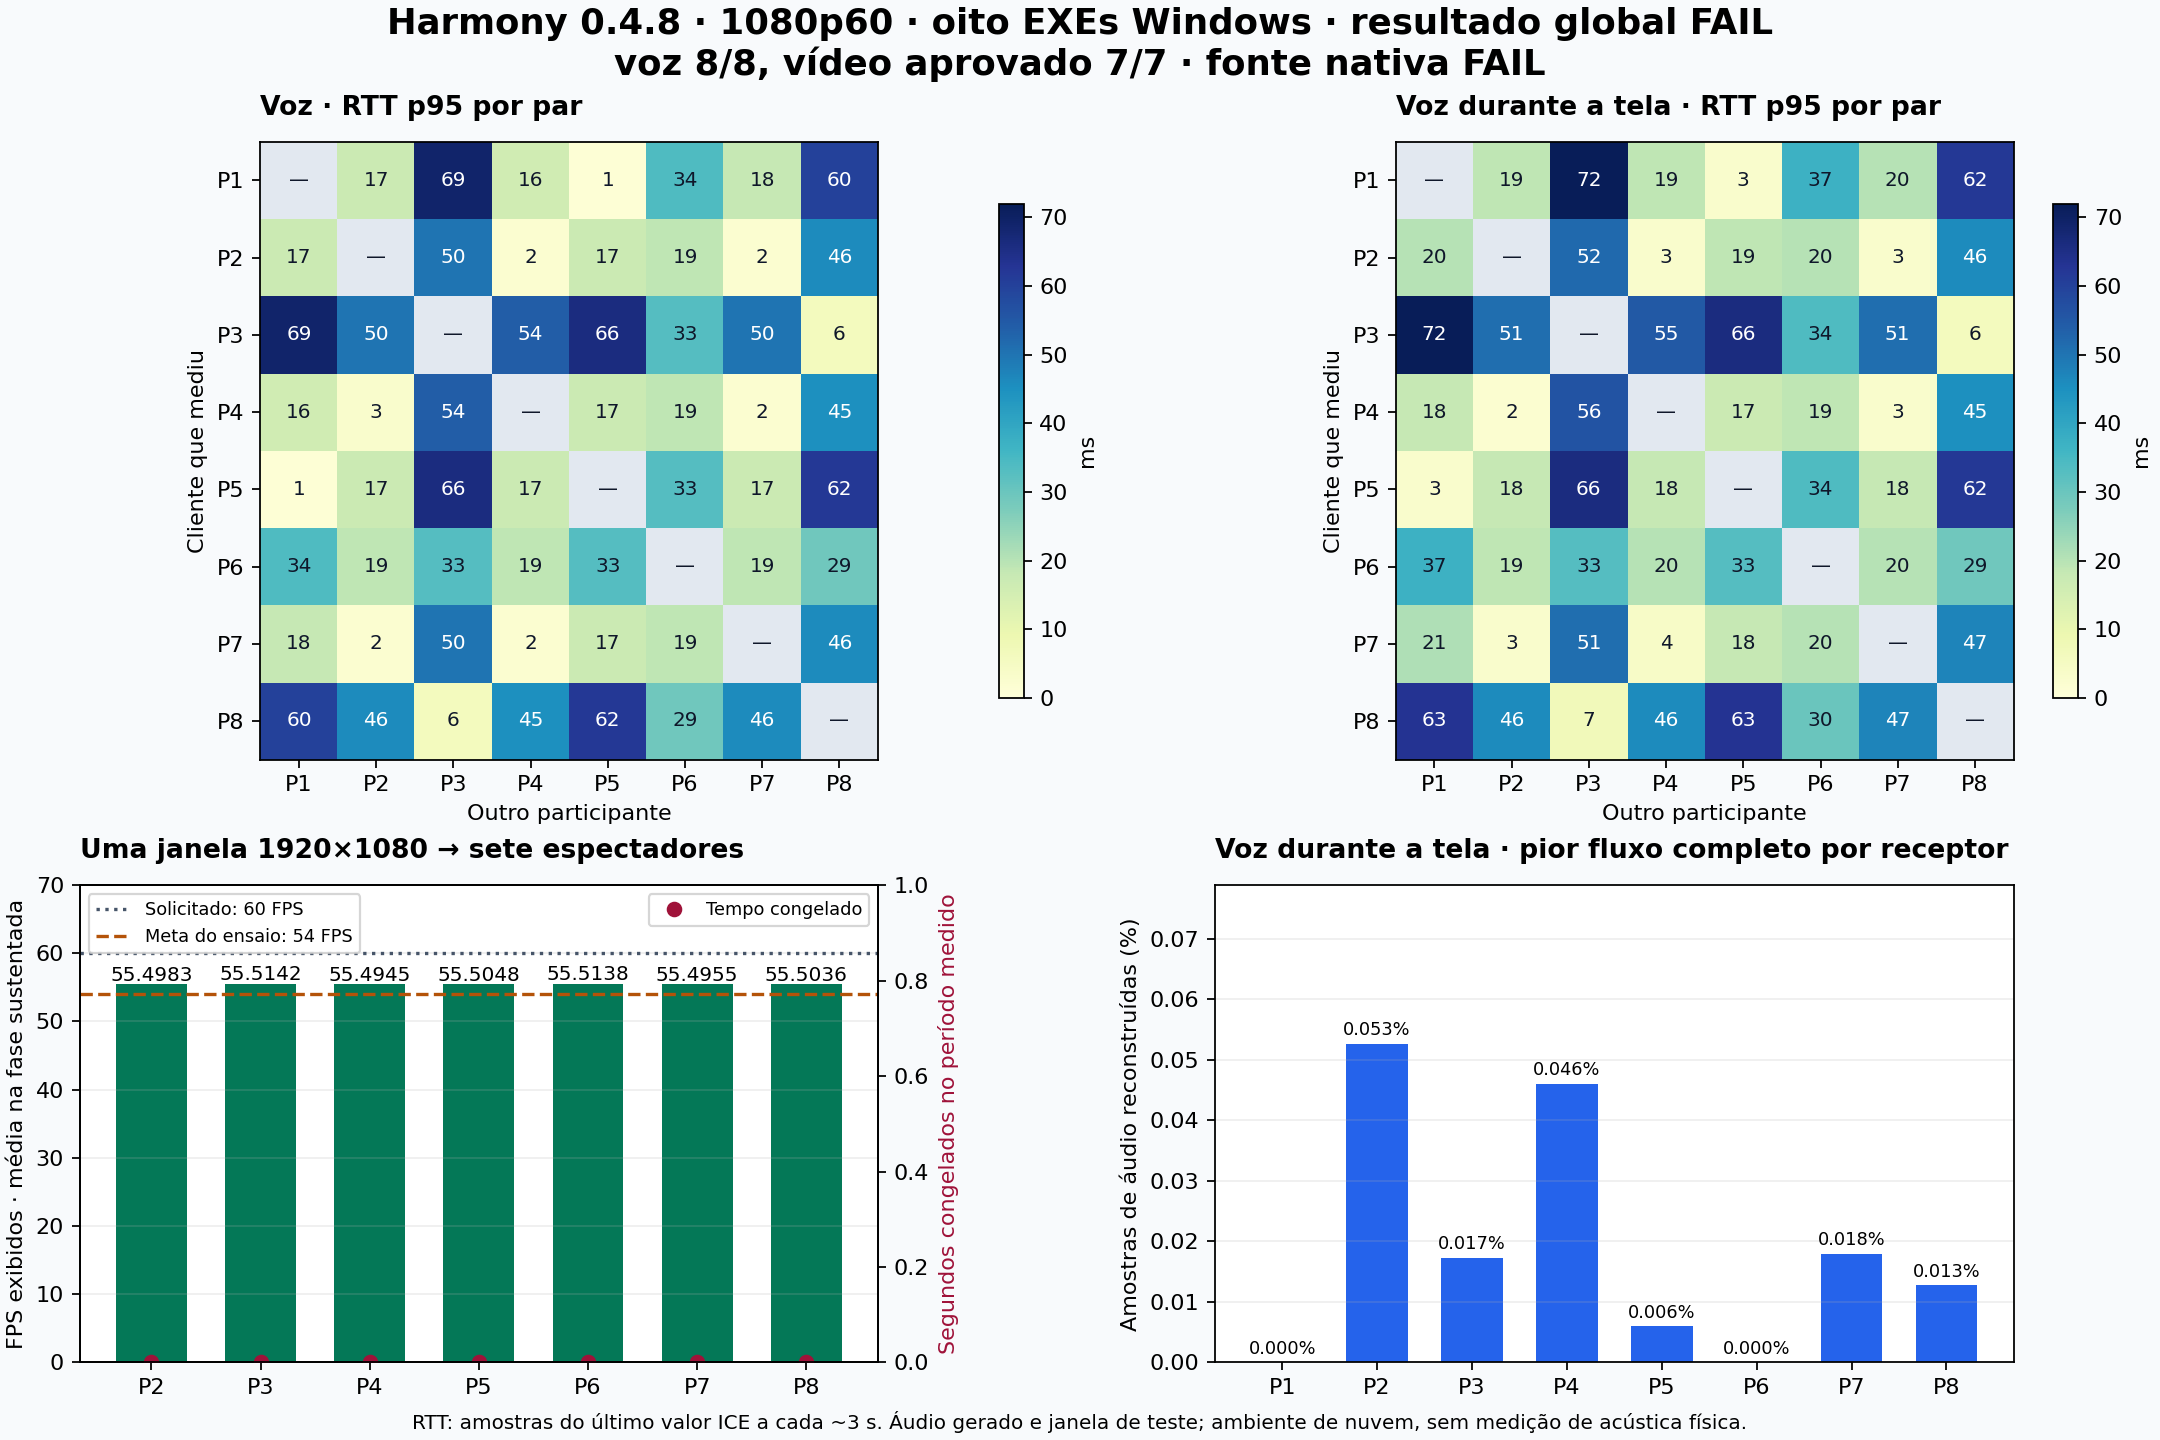 Harmony 0.4.8 · 1080p60 · oito EXEs Windows · resultado global FAIL
voz 8/8, vídeo aprovado 7/7 · fonte nativa FAIL
Voz · RTT p95 por par
Cliente que mediu
P1 — 17 69 16 1 34 18 60
P2 17 — 50 2 17 19 2 46
P3 69 50 — 54 66 33 50 6
P4 16 3 54 — 17 19 2 45
P5 1 17 66 17 — 33 17 62
P6 34 19 33 19 33 — 19 29
P7 18 2 50 2 17 19 — 46
P8 60 46 6 45 62 29 46 —
P1 P2 P3 P4 P5 P6 P7 P8
Outro participante
70
60
50
40
30
20
10
0
ms
Voz durante a tela · RTT p95 por par
Cliente que mediu
P1 — 19 72 19 3 37 20 62
P2 20 — 52 3 19 20 3 46
P3 72 51 — 55 66 34 51 6
P4 18 2 56 — 17 19 3 45
P5 3 18 66 18 — 34 18 62
P6 37 19 33 20 33 — 20 29
P7 21 3 51 4 18 20 — 47
P8 63 46 7 46 63 30 47 —
P1 P2 P3 P4 P5 P6 P7 P8
Outro participante
70
60
50
40
30
20
10
0
ms
Uma janela 1920×1080 → sete espectadores
FPS exibidos · média na fase sustentada
70
60
50
40
30
20
10
0
Solicitado: 60 FPS
Meta do ensaio: 54 FPS
Tempo congelado
55.4983 55.5142 55.4945 55.5048 55.5138 55.4955 55.5036
P2 P3 P4 P5 P6 P7 P8
1.0
0.8
0.6
0.4
0.2
0.0
Segundos congelados no período medido
Voz durante a tela · pior fluxo completo por receptor
Amostras de áudio reconstruídas (%)
0.07
0.06
0.05
0.04
0.03
0.02
0.01
0.00
0.000% 0.053% 0.017% 0.046% 0.006% 0.000% 0.018% 0.013%
P1 P2 P3 P4 P5 P6 P7 P8
RTT: amostras do último valor ICE a cada ~3 s. Áudio gerado e janela de teste; ambiente de nuvem, sem medição de acústica física.